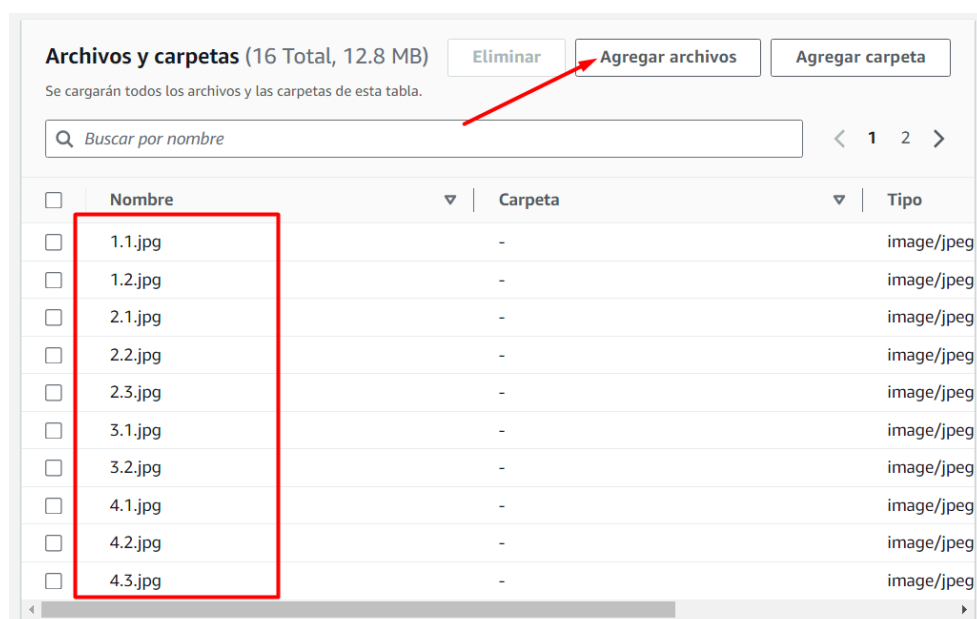 Archivos y carpetas (16 Total, 12.8 MB) Eliminar Agregar archivos Agregar carpeta
Se cargarán todos los archivos y las carpetas de esta tabla.
Buscar por nombre 1 2
Nombre Carpeta Tipo
1.1.jpg - image/jpeg
1.2.jpg - image/jpeg
2.1.jpg - image/jpeg
2.2.jpg - image/jpeg
2.3.jpg - image/jpeg
3.1.jpg - image/jpeg
3.2.jpg - image/jpeg
4.1.jpg - image/jpeg
4.2.jpg - image/jpeg
4.3.jpg - image/jpeg